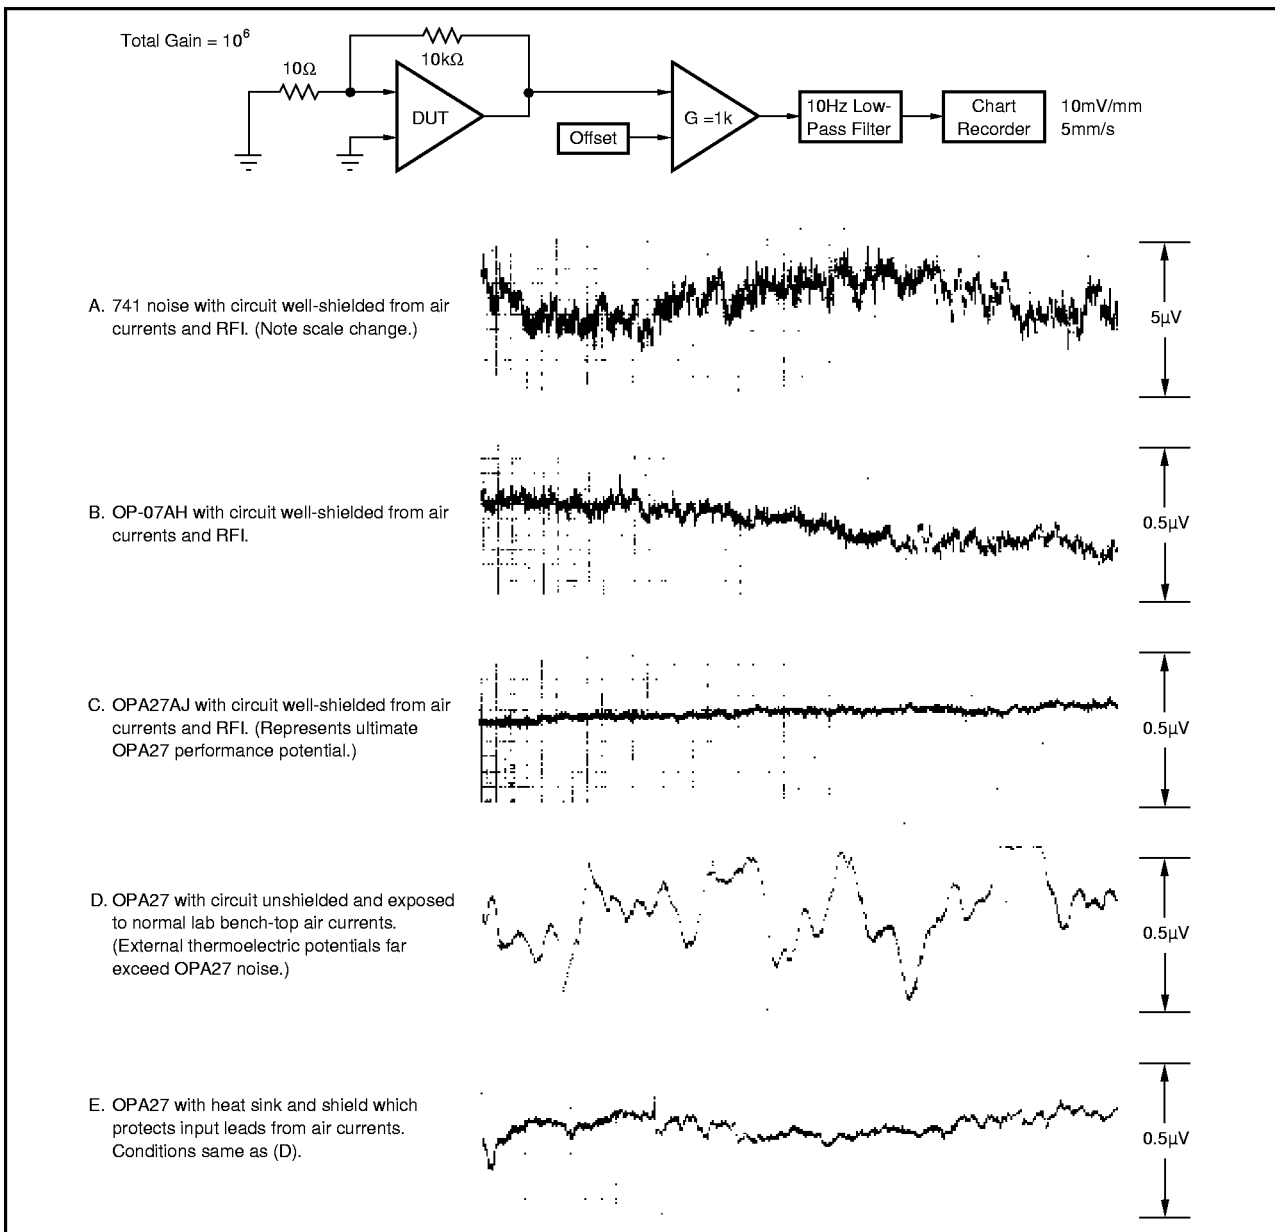 Total Gain = 10⁶
10Ω
10kΩ
DUT
Offset
G =1k
10Hz Low-
Pass Filter
Chart
Recorder
10mV/mm
5mm/s
A. 741 noise with circuit well-shielded from air
currents and RFI. (Note scale change.)
5µV
B. OP-07AH with circuit well-shielded from air
currents and RFI.
0.5µV
C. OPA27AJ with circuit well-shielded from air
currents and RFI. (Represents ultimate
OPA27 performance potential.)
0.5µV
D. OPA27 with circuit unshielded and exposed
to normal lab bench-top air currents.
(External thermoelectric potentials far
exceed OPA27 noise.)
0.5µV
E. OPA27 with heat sink and shield which
protects input leads from air currents.
Conditions same as (D).
0.5µV